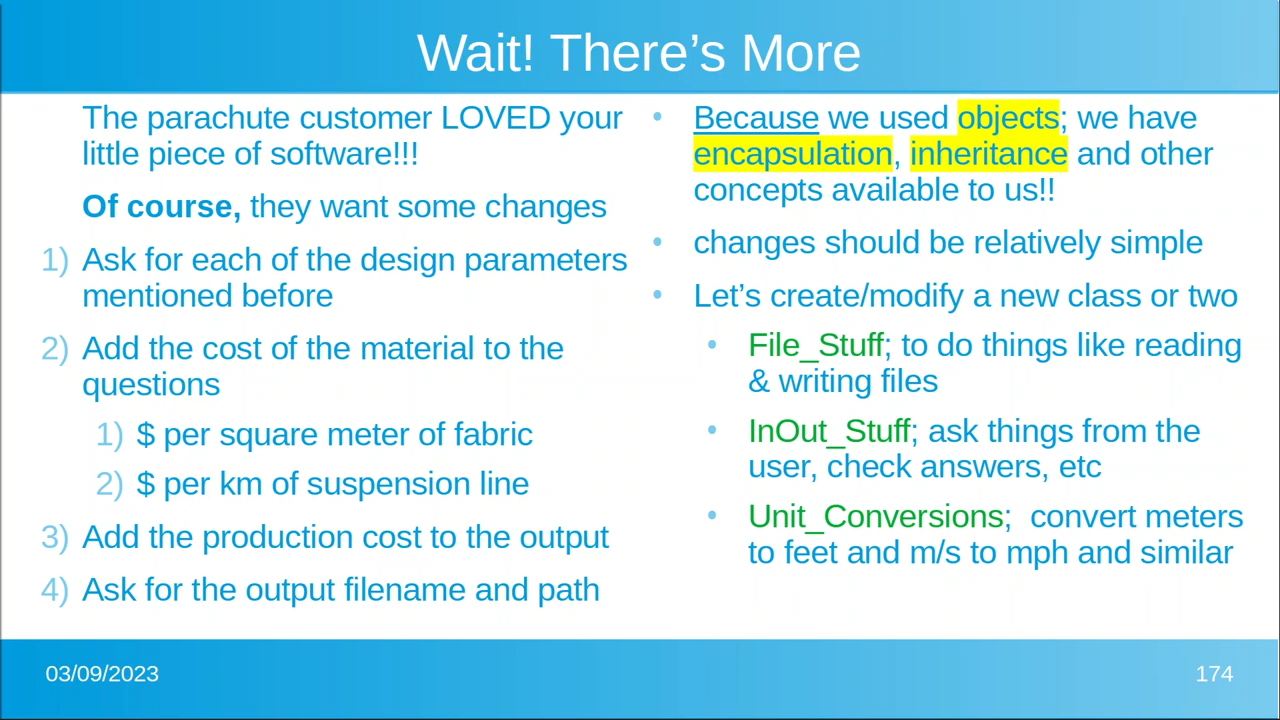 Wait! There’s More
The parachute customer LOVED your
little piece of software!!!
Of course, they want some changes
1) Ask for each of the design parameters
mentioned before
2) Add the cost of the material to the
questions
1) $ per square meter of fabric
2) $ per km of suspension line
3) Add the production cost to the output
4) Ask for the output filename and path
• Because we used objects; we have
encapsulation, inheritance and other
concepts available to us!!
• changes should be relatively simple
• Let’s create/modify a new class or two
• File_Stuff; to do things like reading
& writing files
• InOut_Stuff; ask things from the
user, check answers, etc
• Unit_Conversions;  convert meters
to feet and m/s to mph and similar
03/09/2023
174